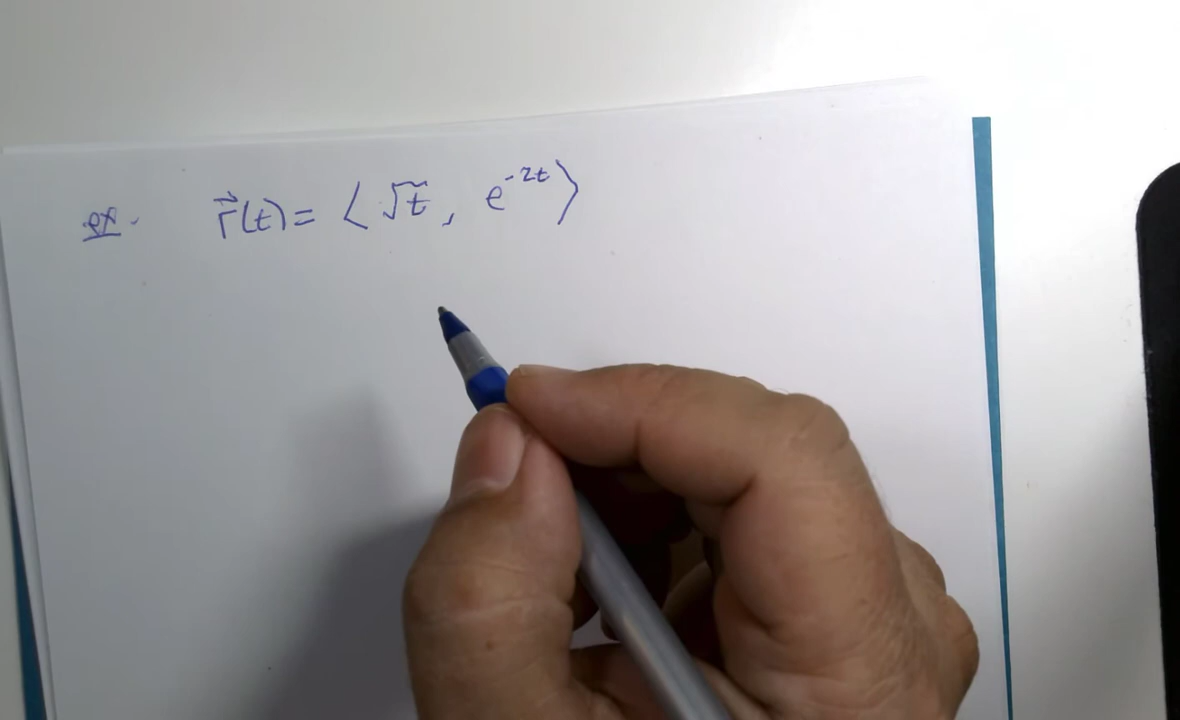 ex. r⃗(t) = ⟨√t, e^{-2t}⟩